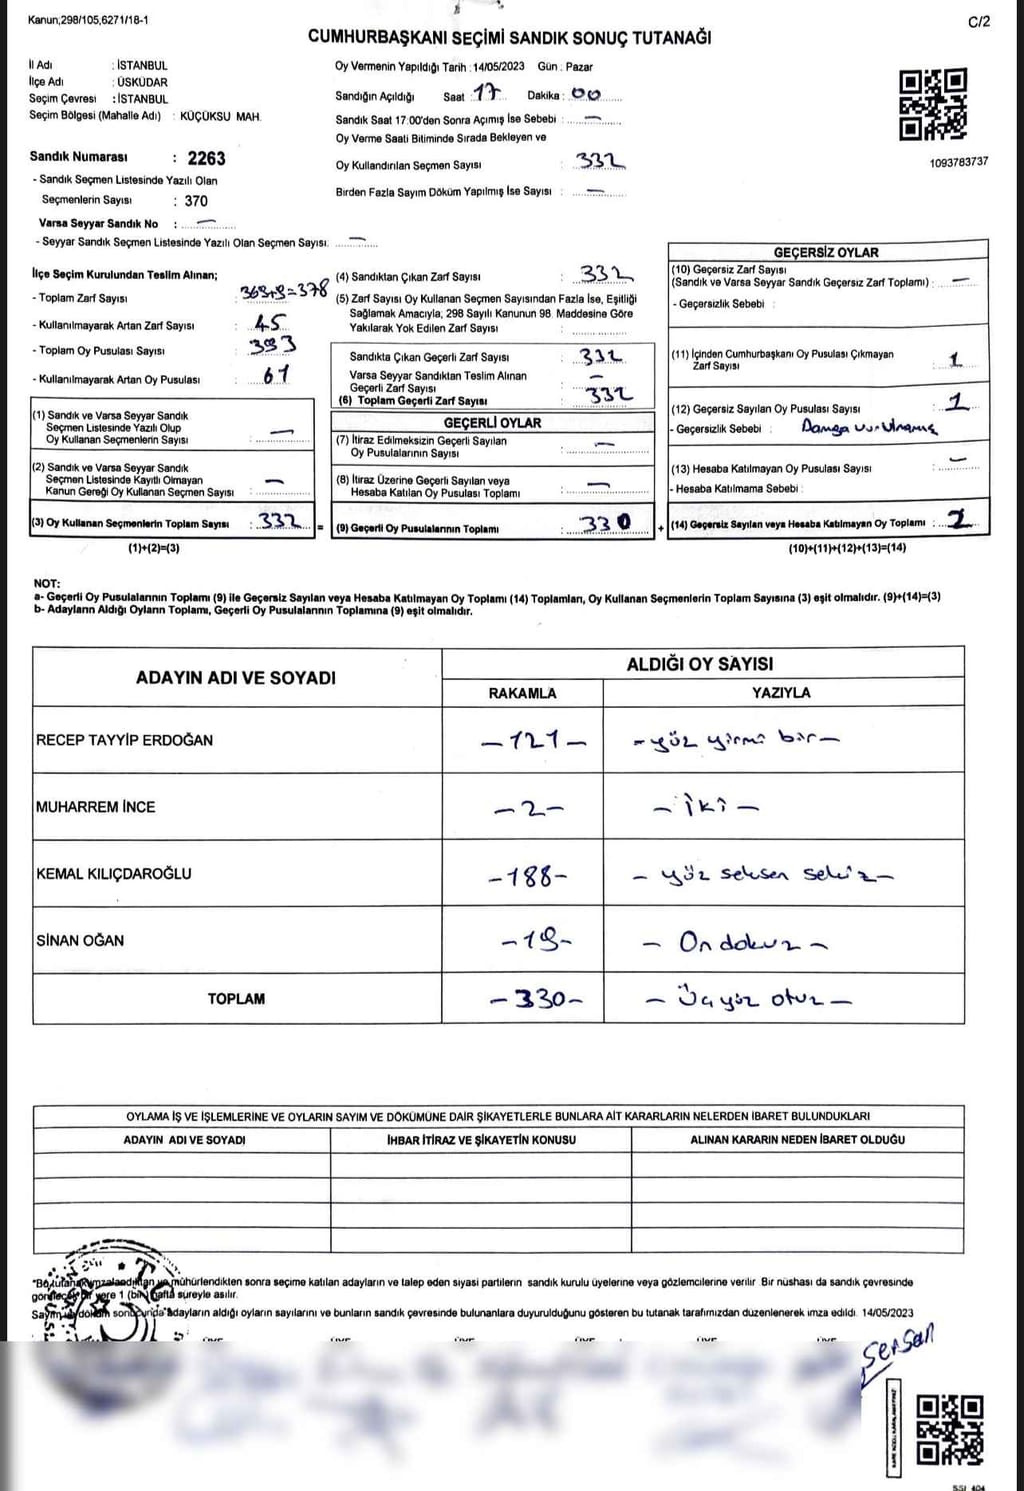 Kanun;298/105,6271/18-1
C/2
CUMHURBAŞKANI SEÇİMİ SANDIK SONUÇ TUTANAĞI
İl Adı : İSTANBUL
İlçe Adı : ÜSKÜDAR
Seçim Çevresi : İSTANBUL
Seçim Bölgesi (Mahalle Adı) : KÜÇÜKSU MAH.
Sandık Numarası : 2263
- Sandık Seçmen Listesinde Yazılı Olan
Seçmenlerin Sayısı : 370
Varsa Seyyar Sandık No : —
- Seyyar Sandık Seçmen Listesinde Yazılı Olan Seçmen Sayısı. —
Oy Vermenin Yapıldığı Tarih : 14/05/2023 Gün : Pazar
Sandığın Açıldığı Saat 17 Dakika : 00
Sandık Saat 17:00'den Sonra Açımış İse Sebebi : —
Oy Verme Saati Bitiminde Sırada Bekleyen ve
Oy Kullandırılan Seçmen Sayısı : 332
Birden Fazla Sayım Döküm Yapılmış İse Sayısı : —
1093783737
İlçe Seçim Kurulundan Teslim Alınan;
- Toplam Zarf Sayısı : 369+9=378
- Kullanılmayarak Artan Zarf Sayısı : 45
- Toplam Oy Pusulası Sayısı : 393
- Kullanılmayarak Artan Oy Pusulası : 61
(4) Sandıktan Çıkan Zarf Sayısı : 332
(5) Zarf Sayısı Oy Kullanan Seçmen Sayısından Fazla İse, Eşitliği
Sağlamak Amacıyla; 298 Sayılı Kanunun 98. Maddesine Göre
Yakılarak Yok Edilen Zarf Sayısı :
Sandıkta Çıkan Geçerli Zarf Sayısı : 332
Varsa Seyyar Sandıktan Teslim Alınan
Geçerli Zarf Sayısı : —
(6) Toplam Geçerli Zarf Sayısı : 332
GEÇERSİZ OYLAR
(10) Geçersiz Zarf Sayısı
(Sandık ve Varsa Seyyar Sandık Geçersiz Zarf Toplamı) : —
- Geçersizlik Sebebi :
(11) İçinden Cumhurbaşkanı Oy Pusulası Çıkmayan
Zarf Sayısı : 1
(12) Geçersiz Sayılan Oy Pusulası Sayısı : 1
- Geçersizlik Sebebi : Damga vurulmamış
(13) Hesaba Katılmayan Oy Pusulası Sayısı : —
- Hesaba Katılmama Sebebi :
(14) Geçersiz Sayılan veya Hesaba Katılmayan Oy Toplamı : 2
(10)+(11)+(12)+(13)=(14)
(1) Sandık ve Varsa Seyyar Sandık
Seçmen Listesinde Yazılı Olup
Oy Kullanan Seçmenlerin Sayısı : —
(2) Sandık ve Varsa Seyyar Sandık
Seçmen Listesinde Kayıtlı Olmayan
Kanun Gereği Oy Kullanan Seçmen Sayısı : —
(3) Oy Kullanan Seçmenlerin Toplam Sayısı : 332 =
(1)+(2)=(3)
GEÇERLİ OYLAR
(7) İtiraz Edilmeksizin Geçerli Sayılan
Oy Pusulalarının Sayısı : —
(8) İtiraz Üzerine Geçerli Sayılan veya
Hesaba Katılan Oy Pusulası Toplamı : —
(9) Geçerli Oy Pusulalarının Toplamı : 330 +
NOT:
a- Geçerli Oy Pusulalarının Toplamı (9) ile Geçersiz Sayılan veya Hesaba Katılmayan Oy Toplamı (14) Toplamları, Oy Kullanan Seçmenlerin Toplam Sayısına (3) eşit olmalıdır. (9)+(14)=(3)
b- Adayların Aldığı Oyların Toplamı, Geçerli Oy Pusulalarının Toplamına (9) eşit olmalıdır.
ADAYIN ADI VE SOYADI
ALDIĞI OY SAYISI
RAKAMLA YAZIYLA
RECEP TAYYİP ERDOĞAN —121— —yüz yirmi bir—
MUHARREM İNCE —2— —iki—
KEMAL KILIÇDAROĞLU —188— —yüz seksen sekiz—
SİNAN OĞAN —19— —On dokuz—
TOPLAM —330— —Üçyüz otuz—
OYLAMA İŞ VE İŞLEMLERİNE VE OYLARIN SAYIM VE DÖKÜMÜNE DAİR ŞİKAYETLERLE BUNLARA AİT KARARLARIN NELERDEN İBARET BULUNDUKLARI
ADAYIN ADI VE SOYADI İHBAR İTİRAZ VE ŞİKAYETİN KONUSU ALINAN KARARIN NEDEN İBARET OLDUĞU
mühürlendikten sonra seçime katılan adayların ve talep eden siyasi partilerin sandık kurulu üyelerine veya gözlemcilerine verilir. Bir nüshası da sandık çevresinde
yere 1 (bir) hafta süreyle asılır.
adayların aldığı oyların sayılarını ve bunların sandık çevresinde bulunanlara duyurulduğunu gösteren bu tutanak tarafımızdan düzenlenerek imza edildi. 14/05/2023